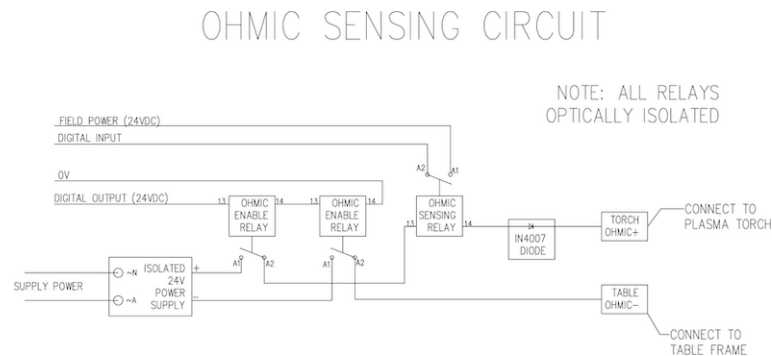 OHMIC SENSING CIRCUIT
NOTE: ALL RELAYS
OPTICALLY ISOLATED
FIELD POWER (24VDC)
DIGITAL INPUT
A2
A1
0V
DIGITAL OUTPUT (24VDC)
13
OHMIC
ENABLE
RELAY
14
13
OHMIC
ENABLE
RELAY
14
OHMIC
SENSING
RELAY
13
14
IN4007
DIODE
TORCH
OHMIC+
CONNECT TO
PLASMA TORCH
A1
A2
A1
A2
SUPPLY POWER
~N
~A
ISOLATED
24V
POWER
SUPPLY
+
-
TABLE
OHMIC-
CONNECT TO
TABLE FRAME